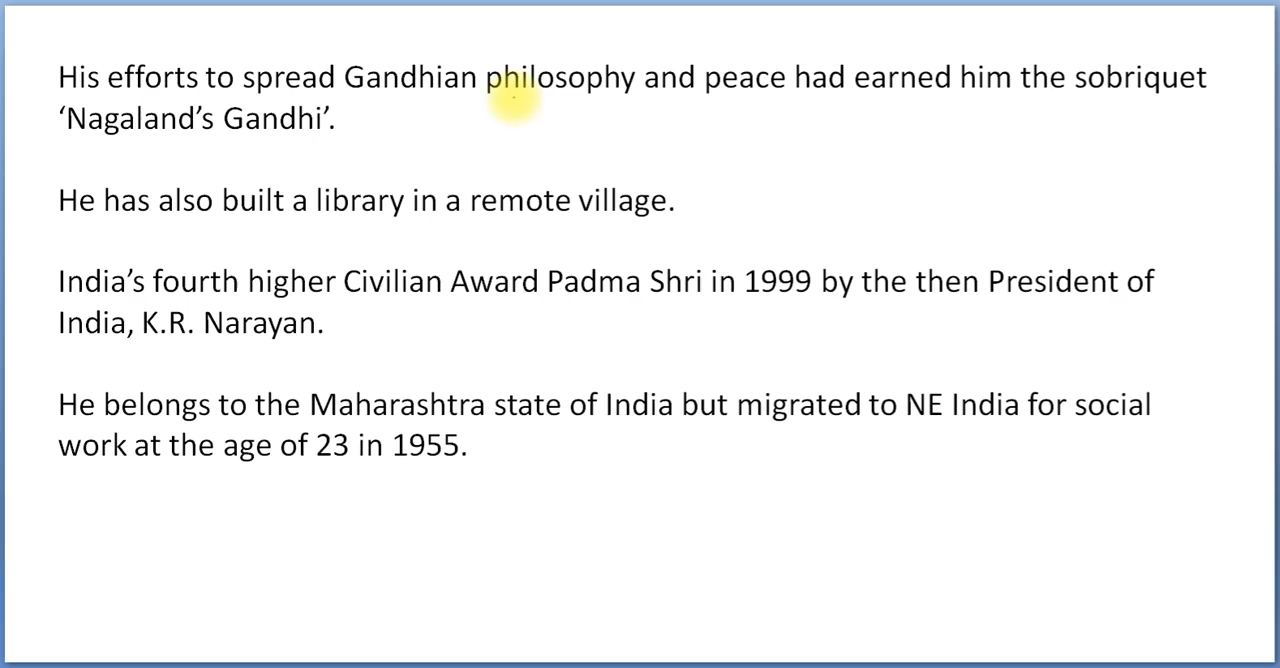 His efforts to spread Gandhian philosophy and peace had earned him the sobriquet
‘Nagaland’s Gandhi’.
He has also built a library in a remote village.
India’s fourth higher Civilian Award Padma Shri in 1999 by the then President of
India, K.R. Narayan.
He belongs to the Maharashtra state of India but migrated to NE India for social
work at the age of 23 in 1955.